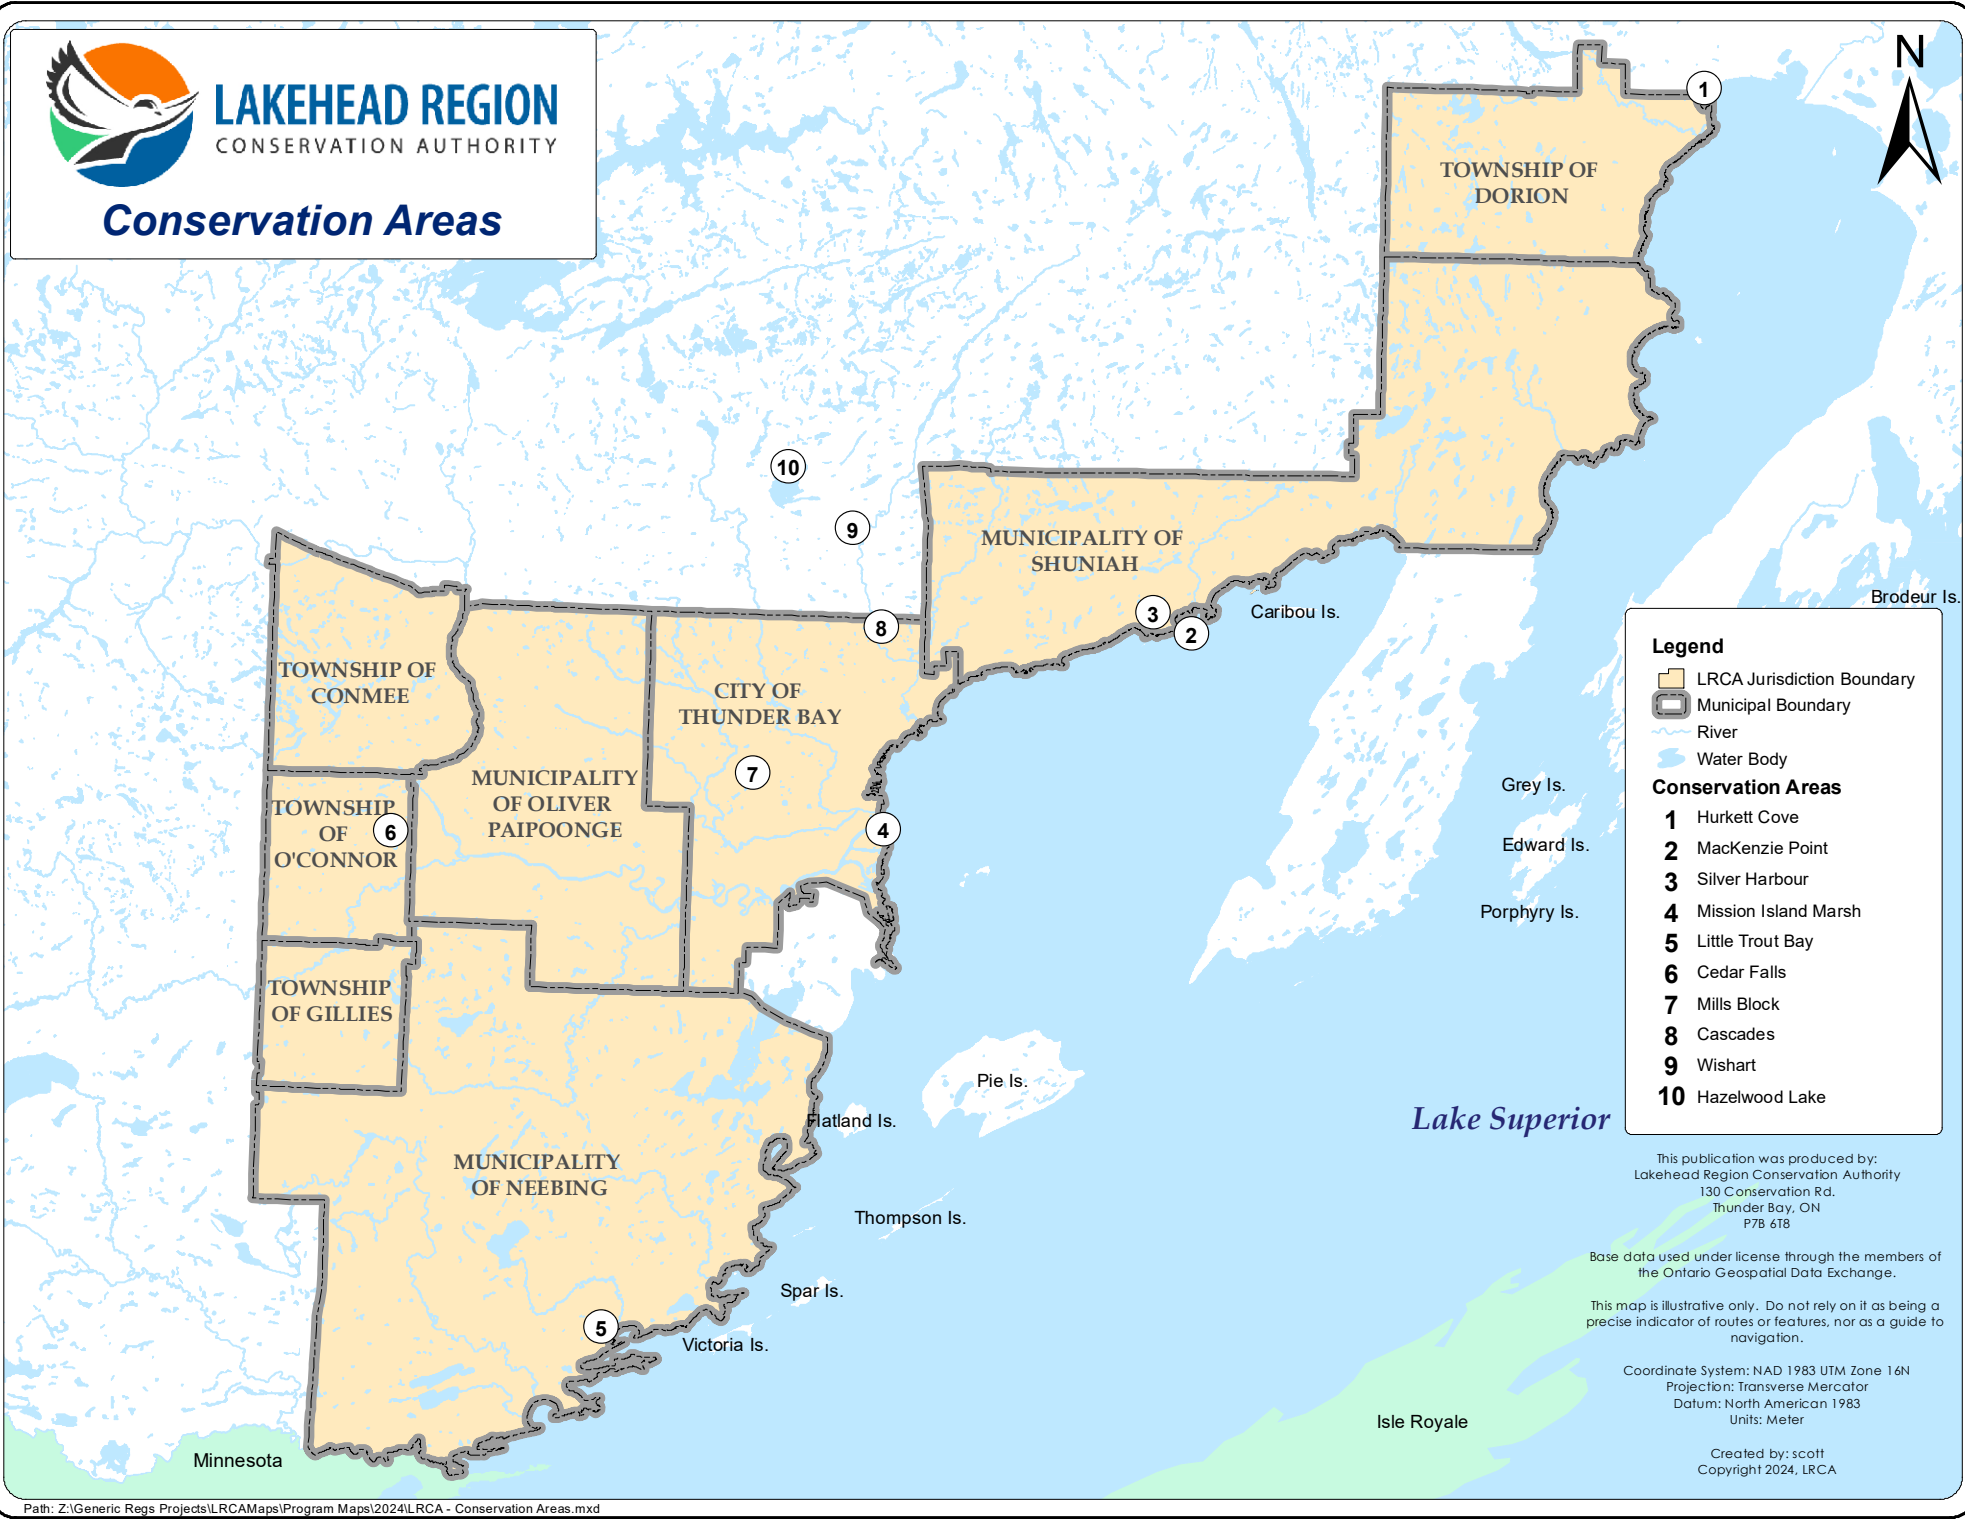 LAKEHEAD REGION
CONSERVATION AUTHORITY
Conservation Areas
N
1
TOWNSHIP OF
DORION
10
9
MUNICIPALITY OF
SHUNIAH
Brodeur Is.
3
Caribou Is.
8
2
TOWNSHIP OF
CONMEE
CITY OF
THUNDER BAY
7
MUNICIPALITY
OF OLIVER
PAIPOONGE
TOWNSHIP
OF
O'CONNOR
6
4
Grey Is.
Edward Is.
Porphyry Is.
TOWNSHIP
OF GILLIES
Pie Is.
Flatland Is.
Lake Superior
MUNICIPALITY
OF NEEBING
Thompson Is.
Spar Is.
5
Victoria Is.
Isle Royale
Minnesota
Legend
LRCA Jurisdiction Boundary
Municipal Boundary
River
Water Body
Conservation Areas
1 Hurkett Cove
2 MacKenzie Point
3 Silver Harbour
4 Mission Island Marsh
5 Little Trout Bay
6 Cedar Falls
7 Mills Block
8 Cascades
9 Wishart
10 Hazelwood Lake
This publication was produced by:
Lakehead Region Conservation Authority
130 Conservation Rd.
Thunder Bay, ON
P7B 6T8
Base data used under license through the members of
the Ontario Geospatial Data Exchange.
This map is illustrative only. Do not rely on it as being a
precise indicator of routes or features, nor as a guide to
navigation.
Coordinate System: NAD 1983 UTM Zone 16N
Projection: Transverse Mercator
Datum: North American 1983
Units: Meter
Created by: scott
Copyright 2024, LRCA
Path: Z:\Generic Regs Projects\LRCAMaps\Program Maps\2024\LRCA - Conservation Areas.mxd